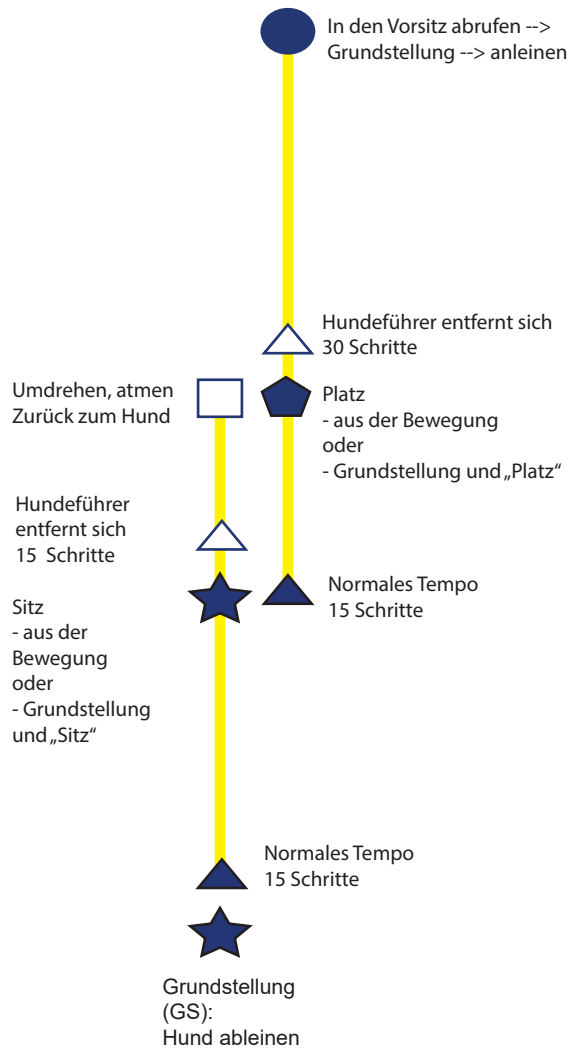 In den Vorsitz abrufen -->
Grundstellung --> anleinen
Hundeführer entfernt sich
30 Schritte
Umdrehen, atmen
Zurück zum Hund
Platz
- aus der Bewegung
oder
- Grundstellung und „Platz“
Hundeführer
entfernt sich
15  Schritte
Normales Tempo
15 Schritte
Sitz
- aus der
Bewegung
oder
- Grundstellung
und „Sitz“
Normales Tempo
15 Schritte
Grundstellung
(GS):
Hund ableinen